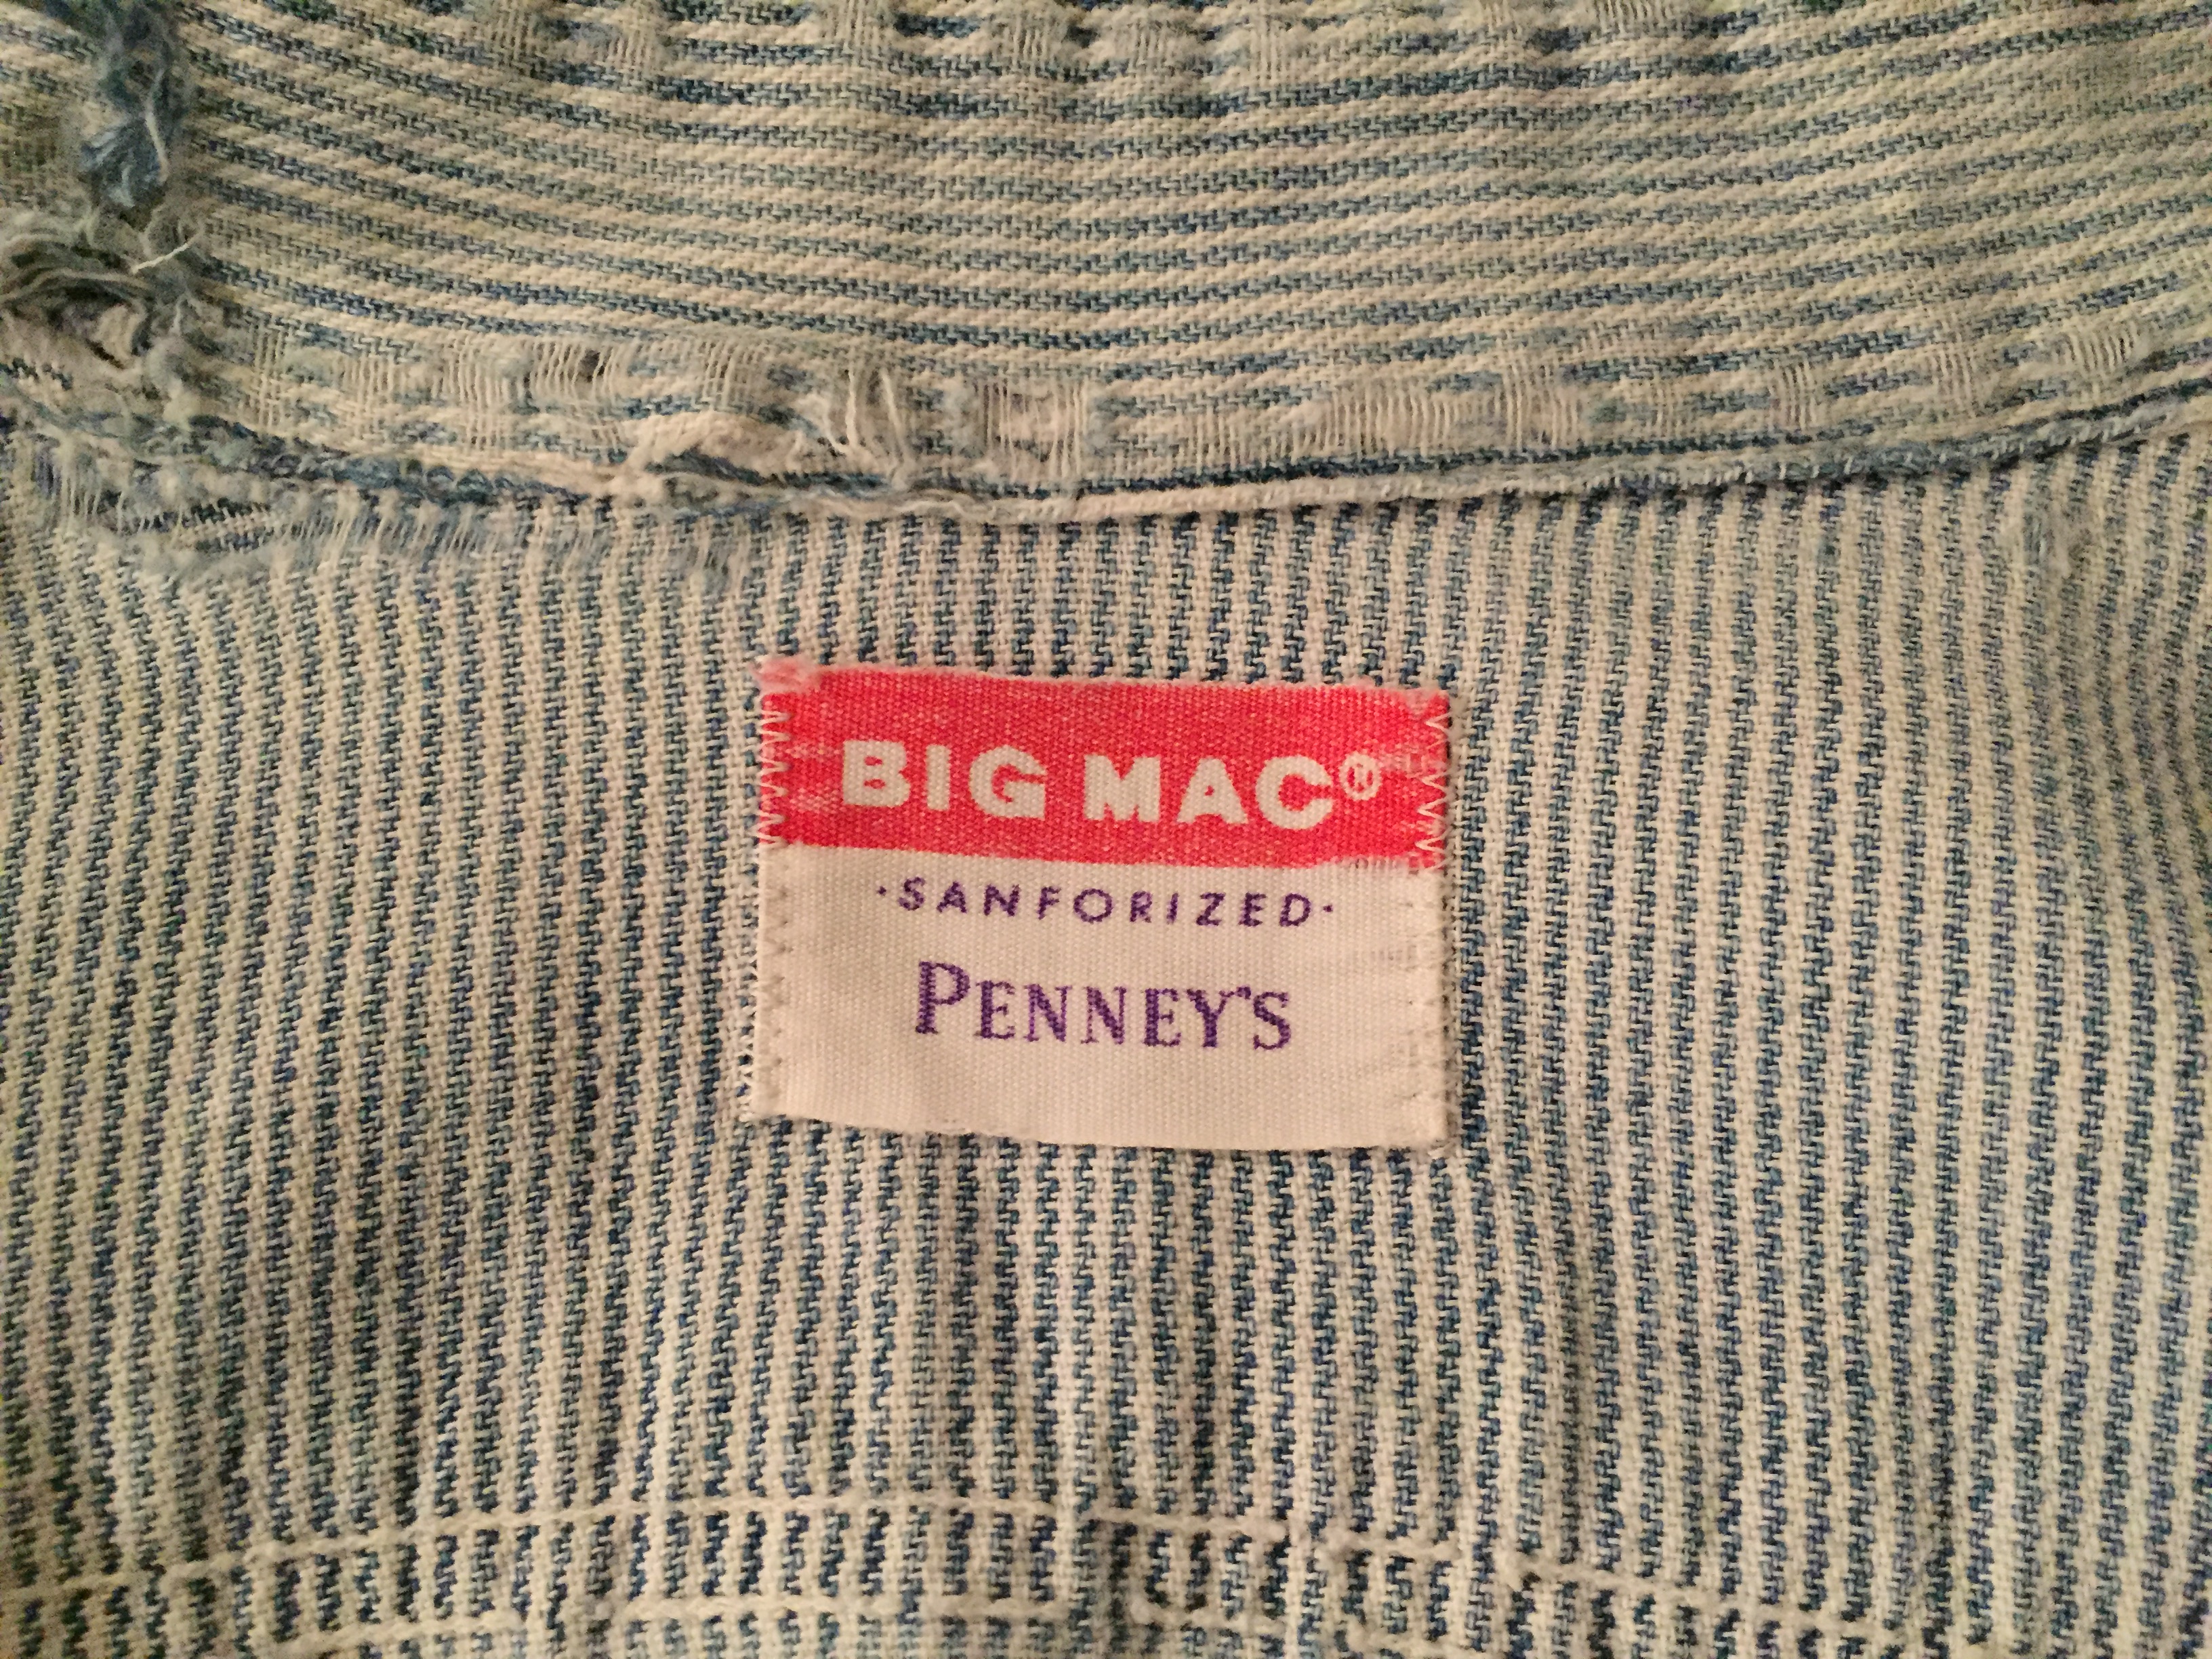 BIG MAC®
·SANFORIZED·
PENNEY'S